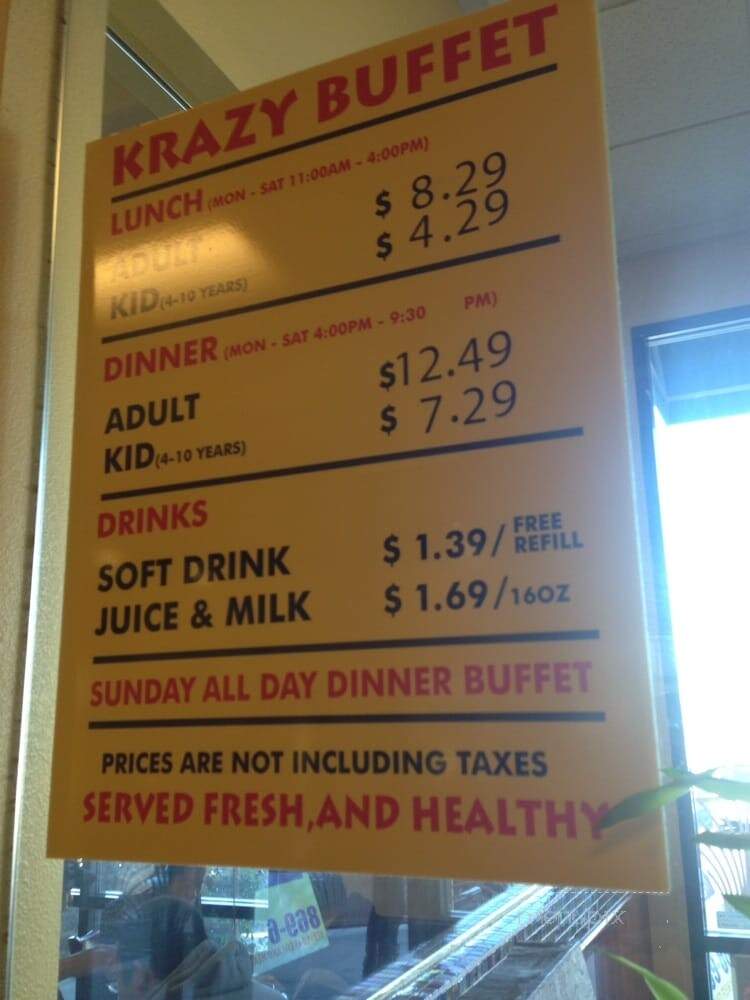 KRAZY BUFFET
LUNCH (MON - SAT 11:00AM - 4:00PM)
ADULT $ 8.29
KID (4-10 YEARS) $ 4.29
DINNER (MON - SAT 4:00PM - 9:30 PM)
ADULT $12.49
KID (4-10 YEARS) $ 7.29
DRINKS
SOFT DRINK $ 1.39/ FREE REFILL
JUICE & MILK $ 1.69/16OZ
SUNDAY ALL DAY DINNER BUFFET
PRICES ARE NOT INCLUDING TAXES
SERVED FRESH,AND HEALTHY